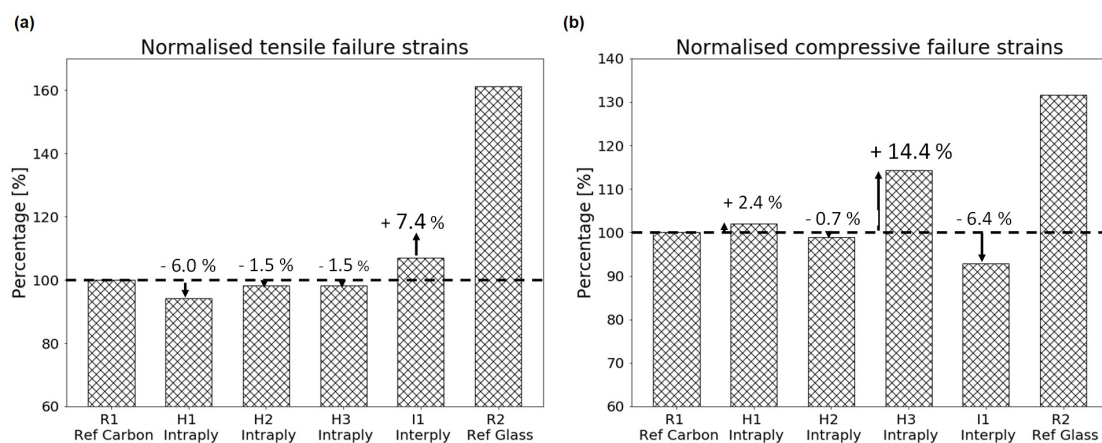 (a)
Normalised tensile failure strains
Percentage [%]
160
140
120
100
80
60
- 6.0 %
- 1.5 %
- 1.5 %
+ 7.4 %
R1 H1 H2 H3 I1 R2
Ref Carbon Intraply Intraply Intraply Interply Ref Glass
(b)
Normalised compressive failure strains
Percentage [%]
140
130
120
110
100
90
80
70
60
+ 2.4 %
- 0.7 %
+ 14.4 %
- 6.4 %
R1 H1 H2 H3 I1 R2
Ref Carbon Intraply Intraply Intraply Interply Ref Glass